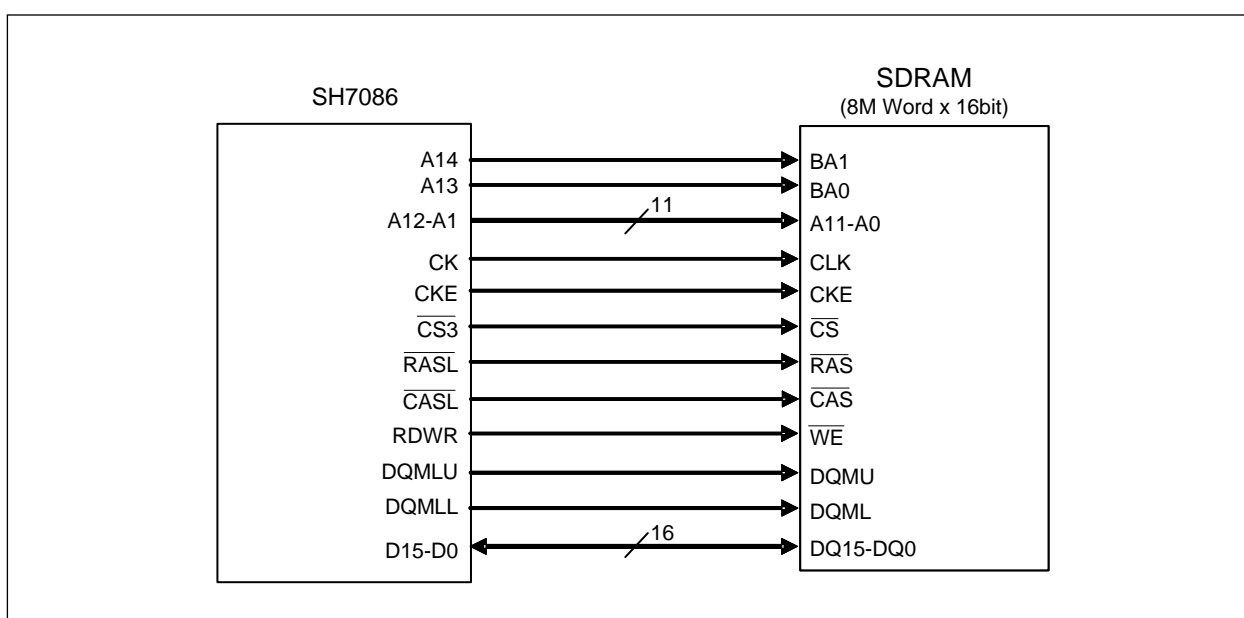 SH7086
SDRAM
(8M Word x 16bit)
A14
BA1
A13
BA0
A12-A1
11
A11-A0
CK
CLK
CKE
CKE
CS3
CS
RASL
RAS
CASL
CAS
RDWR
WE
DQMLU
DQMU
DQMLL
DQML
D15-D0
16
DQ15-DQ0